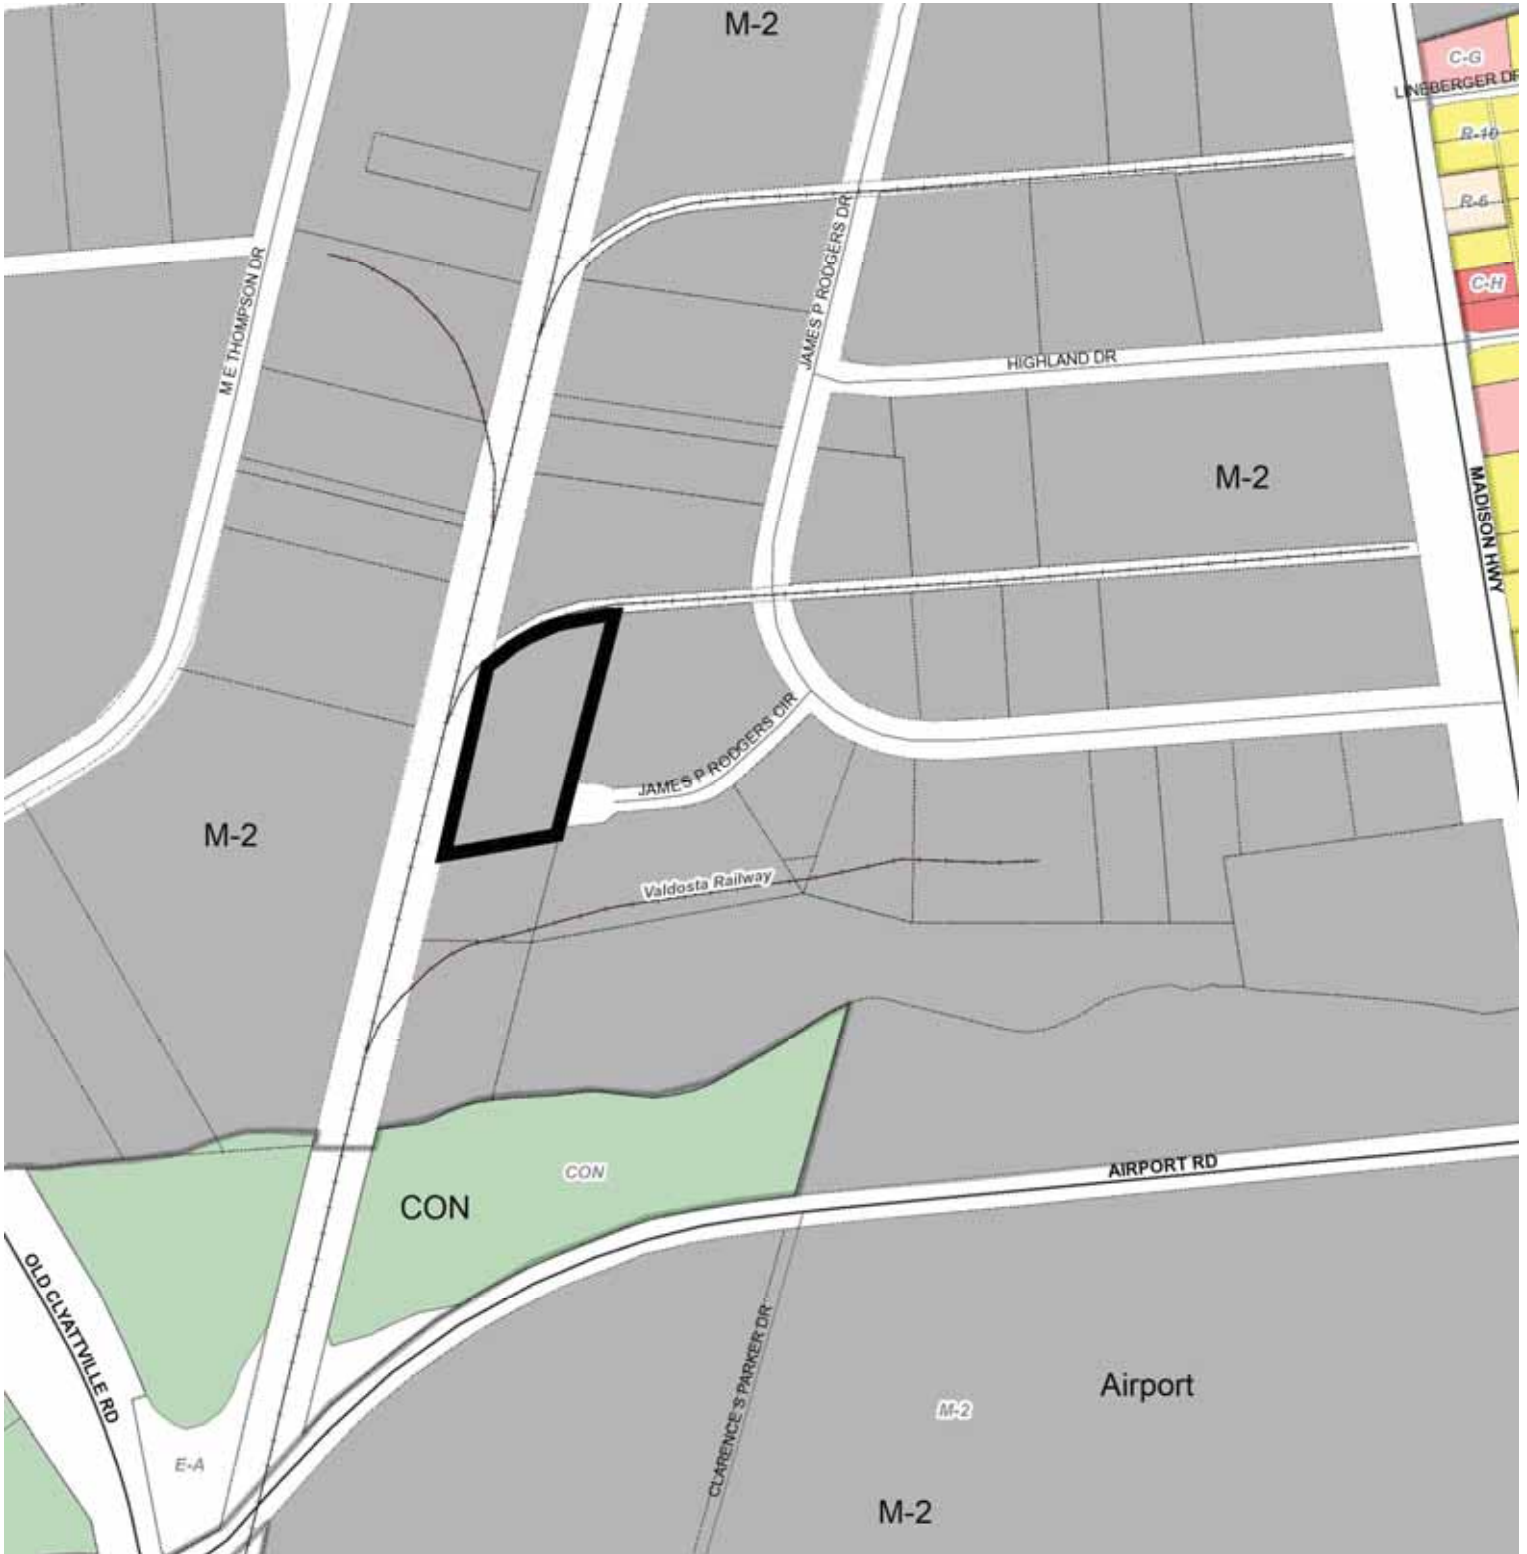 M-2
C-G
LINEBERGER DR
R-10
R-6
M E THOMPSON DR
JAMES P RODGERS DR
C-H
HIGHLAND DR
M-2
MADISON HWY
JAMES P RODGERS CIR
M-2
Valdosta Railway
CON
AIRPORT RD
CON
OLD CLYATTVILLE RD
CLARENCE S PARKER DR
Airport
M-2
E-A
M-2